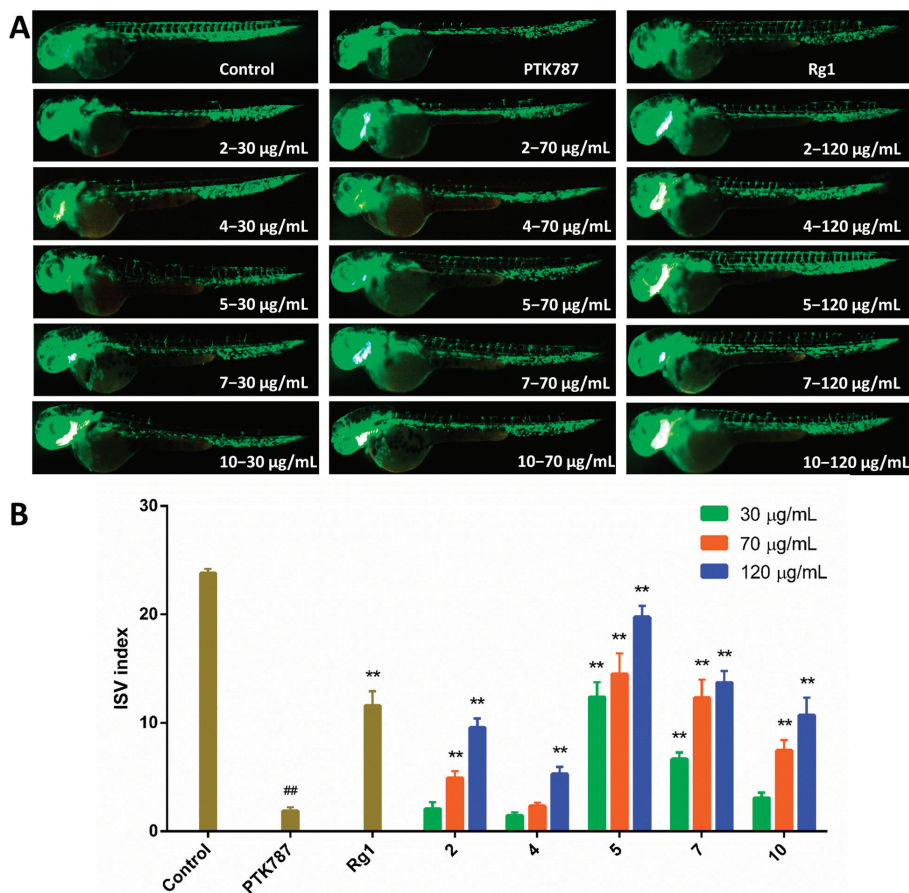 A
Control
PTK787
Rg1
2–30 μg/mL
2–70 μg/mL
2–120 μg/mL
4–30 μg/mL
4–70 μg/mL
4–120 μg/mL
5–30 μg/mL
5–70 μg/mL
5–120 μg/mL
7–30 μg/mL
7–70 μg/mL
7–120 μg/mL
10–30 μg/mL
10–70 μg/mL
10–120 μg/mL
B
30 μg/mL
70 μg/mL
120 μg/mL
ISV index
30
20
10
0
##
**
**
**
**
**
**
**
**
**
**
**
**
Control
PTK787
Rg1
2
4
5
7
10